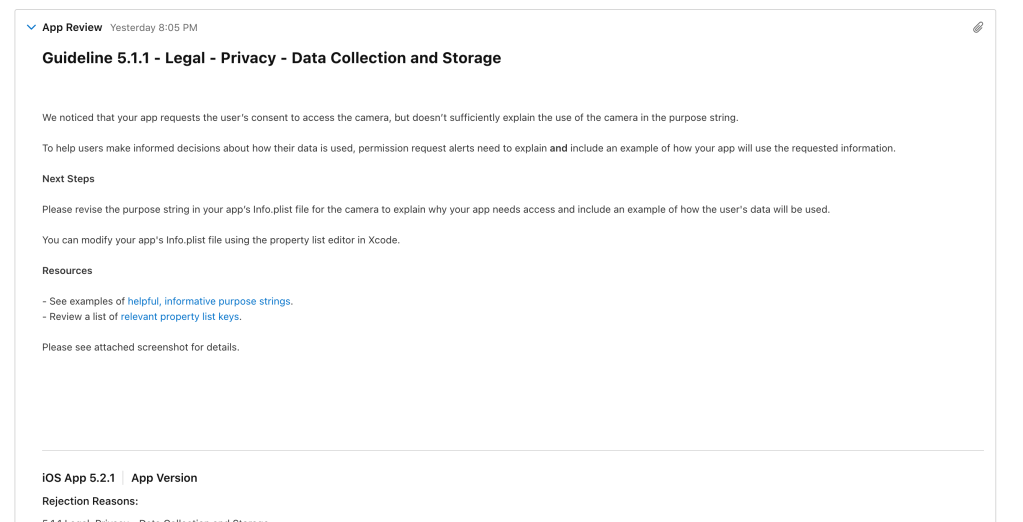 App Review Yesterday 8:05 PM
Guideline 5.1.1 - Legal - Privacy - Data Collection and Storage
We noticed that your app requests the user's consent to access the camera, but doesn't sufficiently explain the use of the camera in the purpose string.
To help users make informed decisions about how their data is used, permission request alerts need to explain and include an example of how your app will use the requested information.
Next Steps
Please revise the purpose string in your app's Info.plist file for the camera to explain why your app needs access and include an example of how the user's data will be used.
You can modify your app's Info.plist file using the property list editor in Xcode.
Resources
- See examples of helpful, informative purpose strings.
- Review a list of relevant property list keys.
Please see attached screenshot for details.
iOS App 5.2.1 App Version
Rejection Reasons: